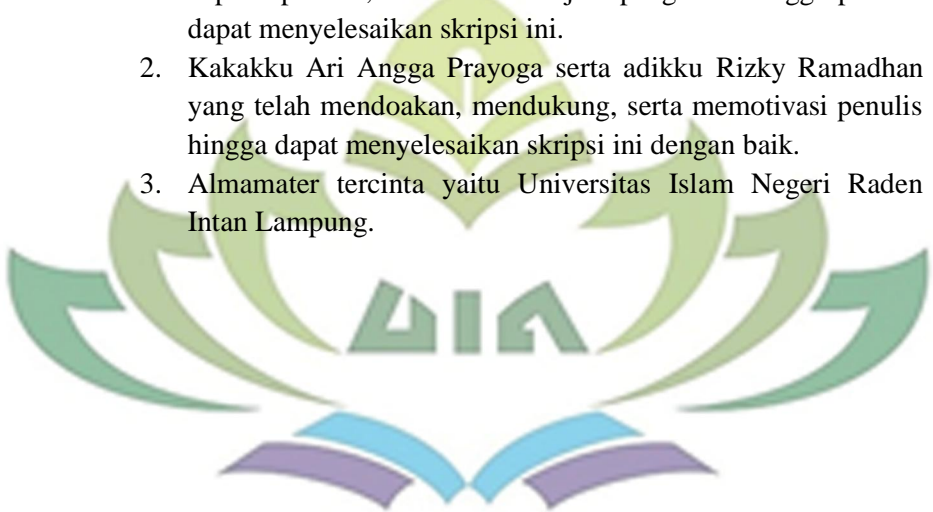 dapat menyelesaikan skripsi ini.
2. Kakakku Ari Angga Prayoga serta adikku Rizky Ramadhan
yang telah mendoakan, mendukung, serta memotivasi penulis
hingga dapat menyelesaikan skripsi ini dengan baik.
3. Almamater tercinta yaitu Universitas Islam Negeri Raden
Intan Lampung.
UIN